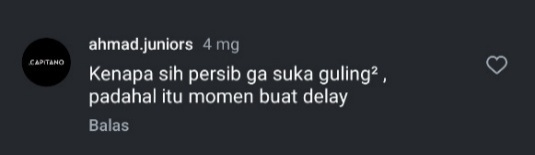 ahmad.juniors 4 mg
.CAPITANO
Kenapa sih persib ga suka guling² ,
padahal itu momen buat delay
Balas